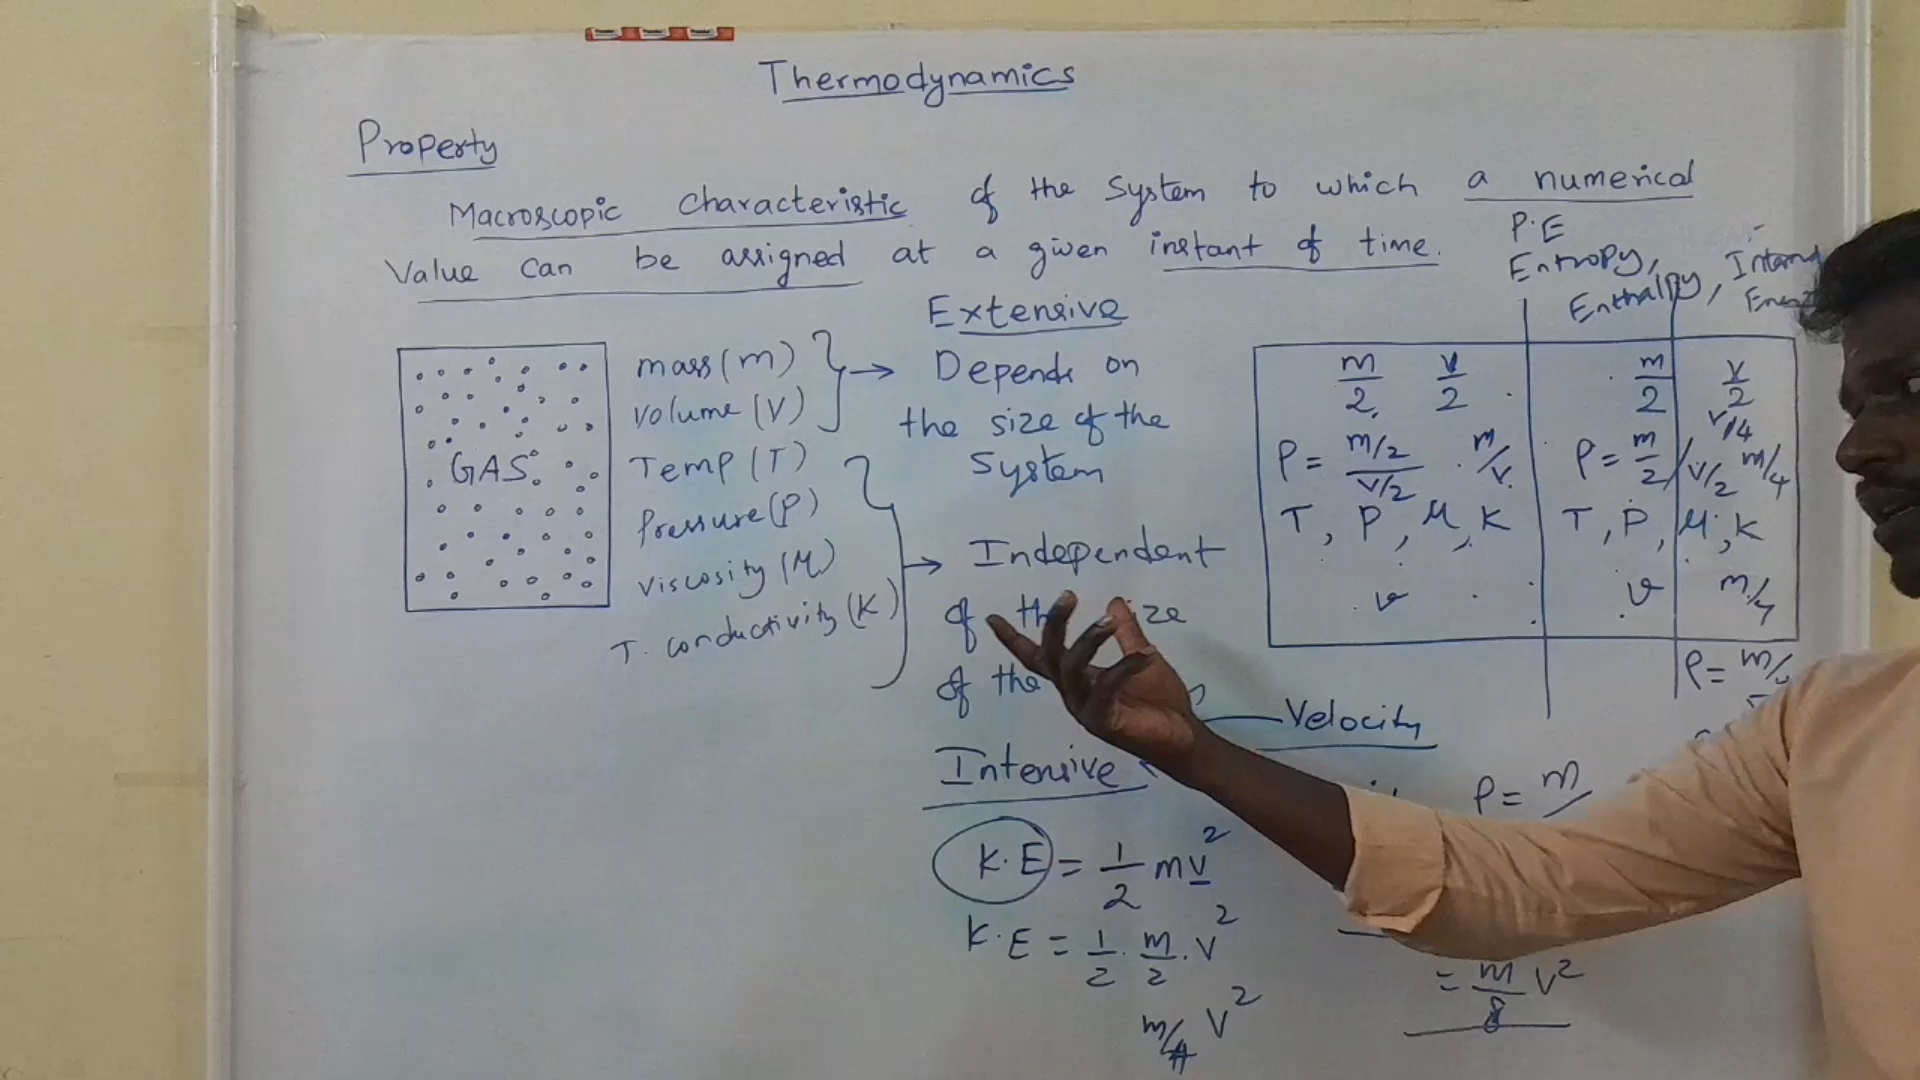 Thermodynamics
Property
Macroscopic characteristic of the system to which a numerical
Value can be assigned at a given instant of time.
P.E
Entropy,
Enthalpy, Internal
Extensive
mass (m)
volume (V)
Temp (T)
Pressure (P)
Viscosity (μ)
T. conductivity (K)
GAS
Depends on
the size of the
System
Independent
of the size
of the
Intensive
Velocity
m/2 V/2
ρ = m/2 / V/2 m/V
T, P, μ, K
v
m/2 V/2
V/4
ρ = m/2 / V/2 m/4
T, P, μ, K
v
ρ = m/
ρ = m
K.E = 1/2 mv²
K.E = 1/2 . m/2 . V²
m/4 V²
= m/8 V²